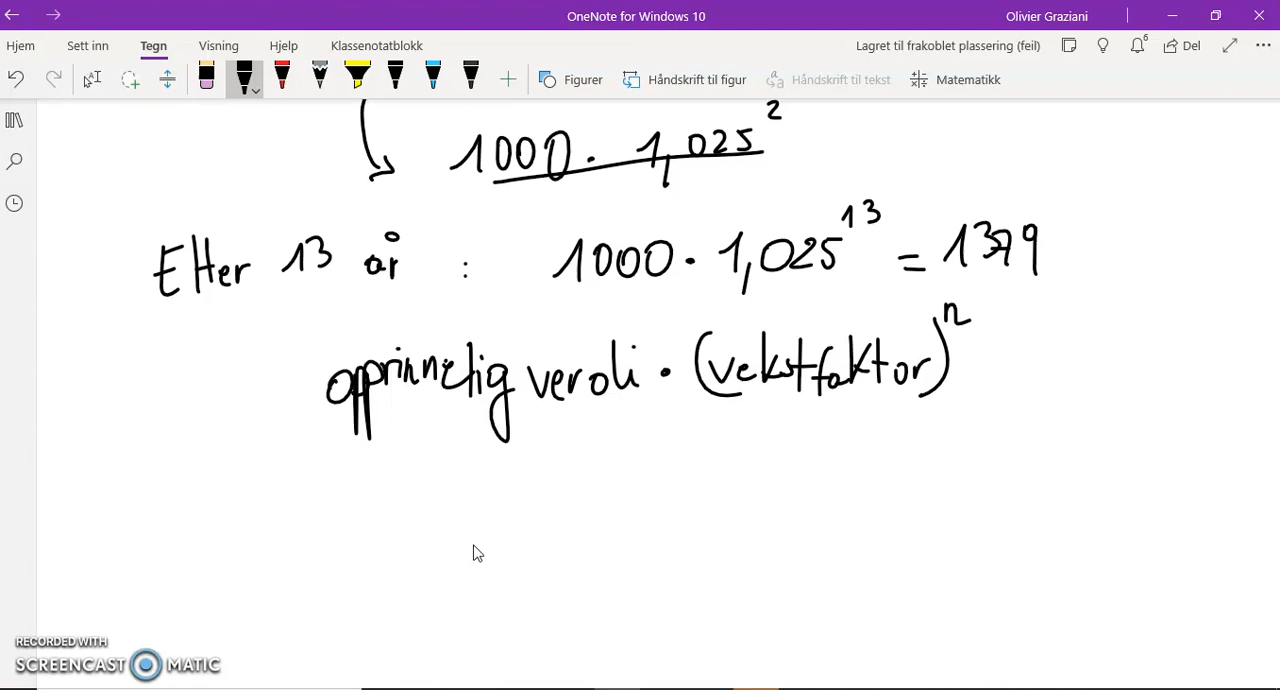 OneNote for Windows 10
Olivier Graziani
Hjem Sett inn Tegn Visning Hjelp Klassenotatblokk
Lagret til frakoblet plassering (feil) 6 Del
Figurer Håndskrift til figur Håndskrift til tekst Matematikk
1000 · 1,025²
Etter 13 år : 1000 · 1,025¹³ = 1379
opprinnelig verdi · (vekstfaktor)ⁿ
RECORDED WITH
SCREENCAST MATIC